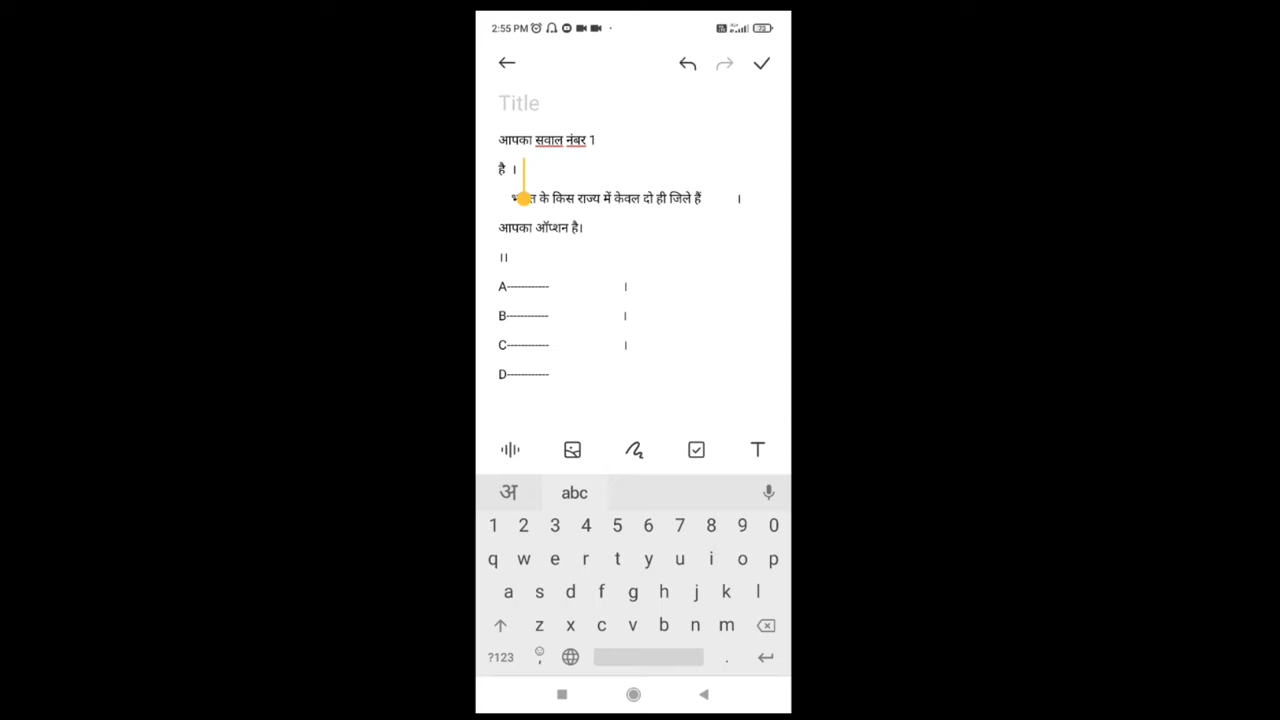 2:55 PM
73
Title
आपका सवाल नंबर 1
है ।
के किस राज्य में केवल दो ही जिले हैं ।
आपका ऑप्शन है।
।।
A------------ ।
B------------ ।
C------------ ।
D------------
T
अ abc
1 2 3 4 5 6 7 8 9 0
q w e r t y u i o p
a s d f g h j k l
z x c v b n m
?123 , .